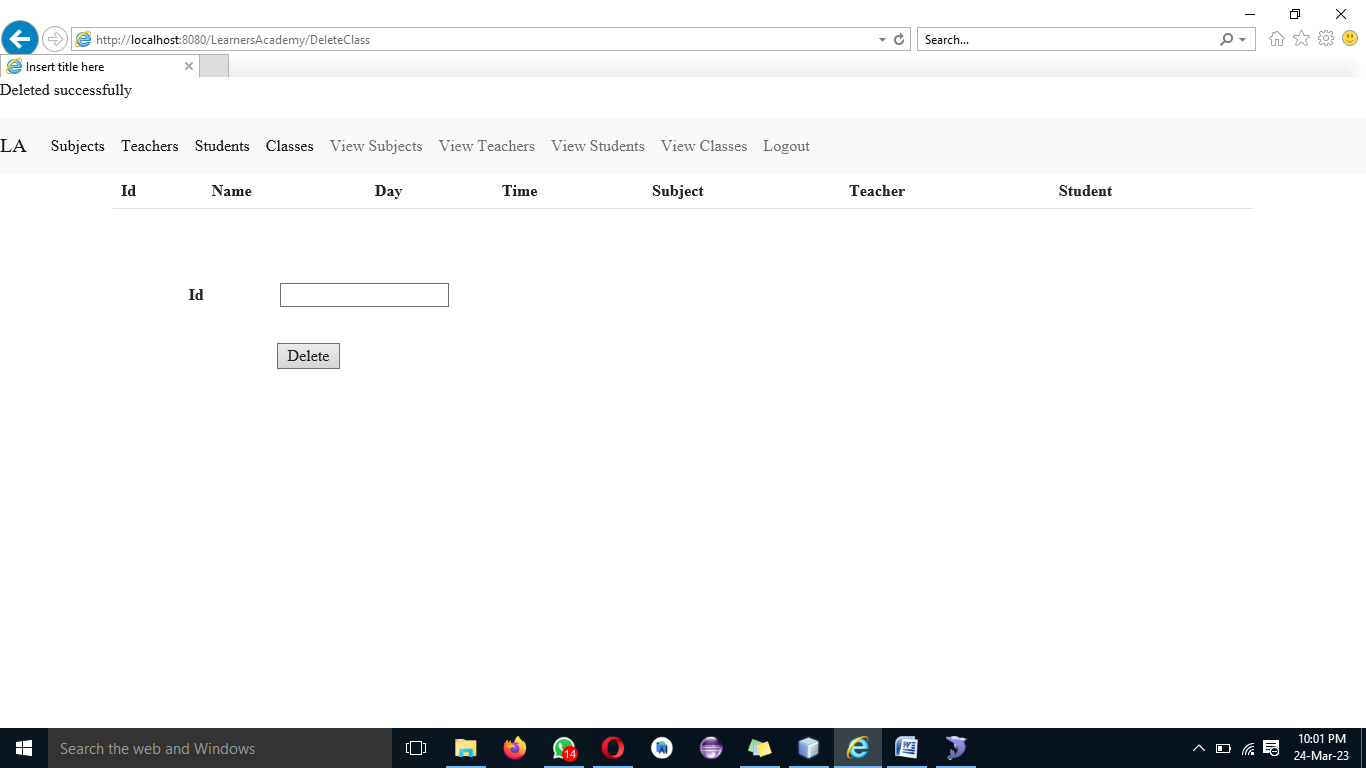 http://localhost:8080/LearnersAcademy/DeleteClass
Search...
Insert title here
Deleted successfully
LA Subjects Teachers Students Classes View Subjects View Teachers View Students View Classes Logout
Id Name Day Time Subject Teacher Student
Id
Delete
Search the web and Windows
14
10:01 PM
24-Mar-23